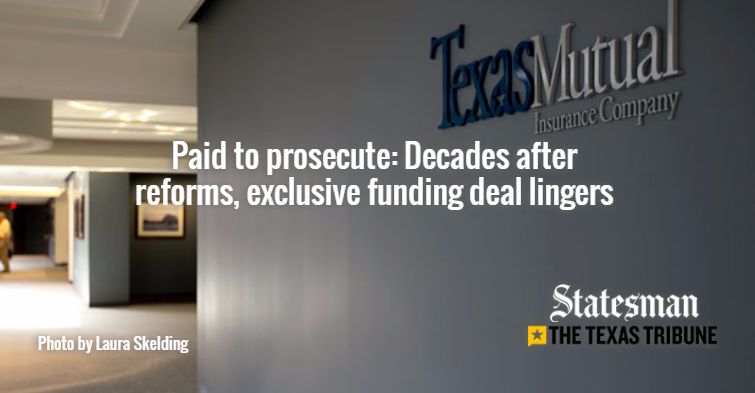 TexasMutual
Insurance Company
Paid to prosecute: Decades after
reforms, exclusive funding deal lingers
Statesman
THE TEXAS TRIBUNE
Photo by Laura Skelding